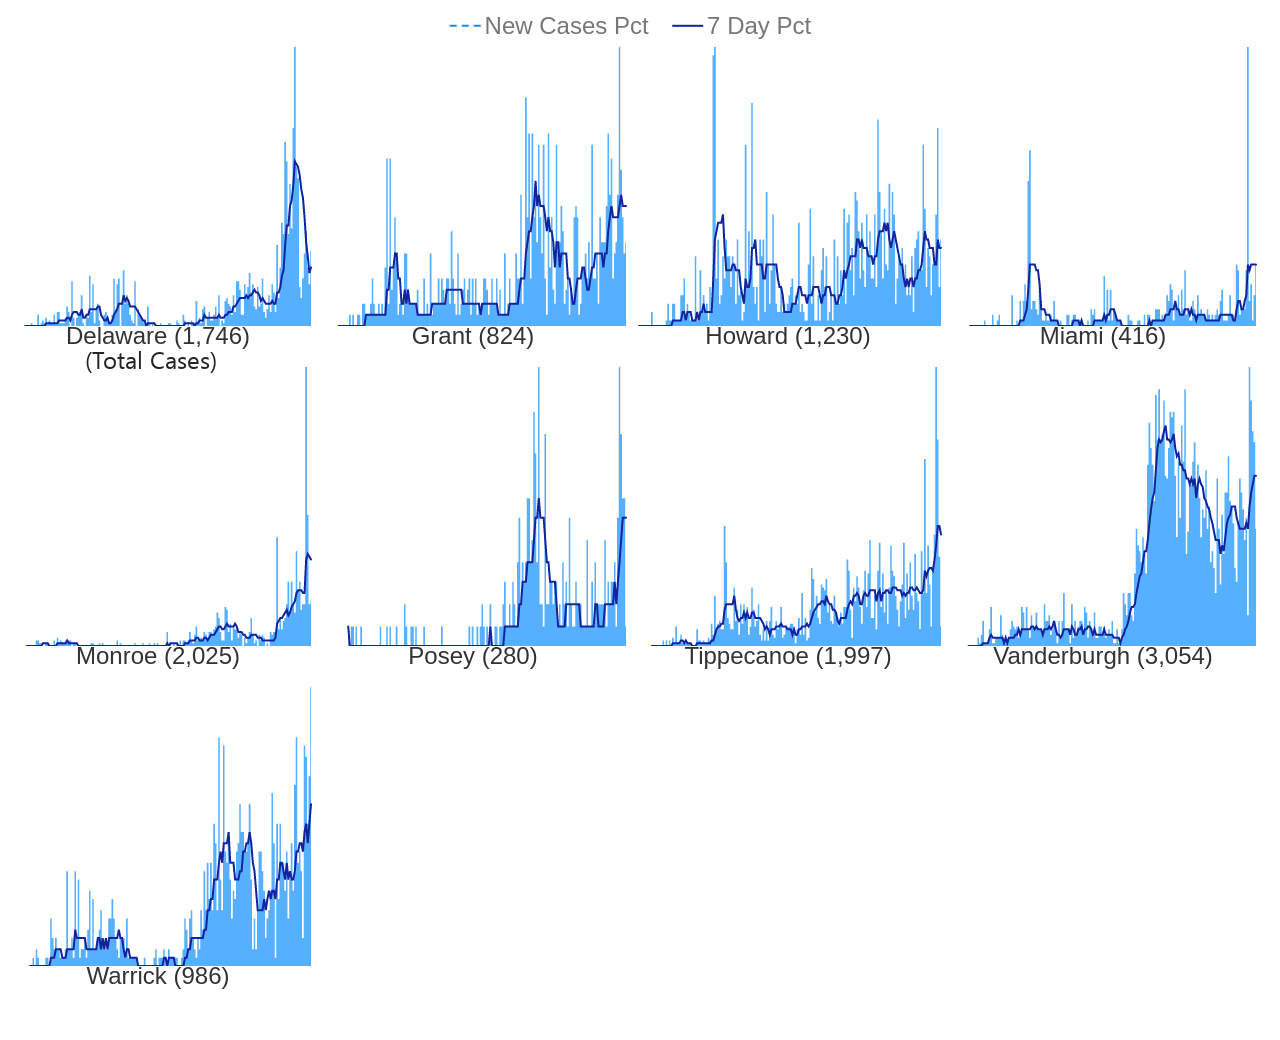 New Cases Pct 7 Day Pct
Delaware (1,746) Grant (824) Howard (1,230) Miami (416)
(Total Cases)
Monroe (2,025) Posey (280) Tippecanoe (1,997) Vanderburgh (3,054)
Warrick (986)